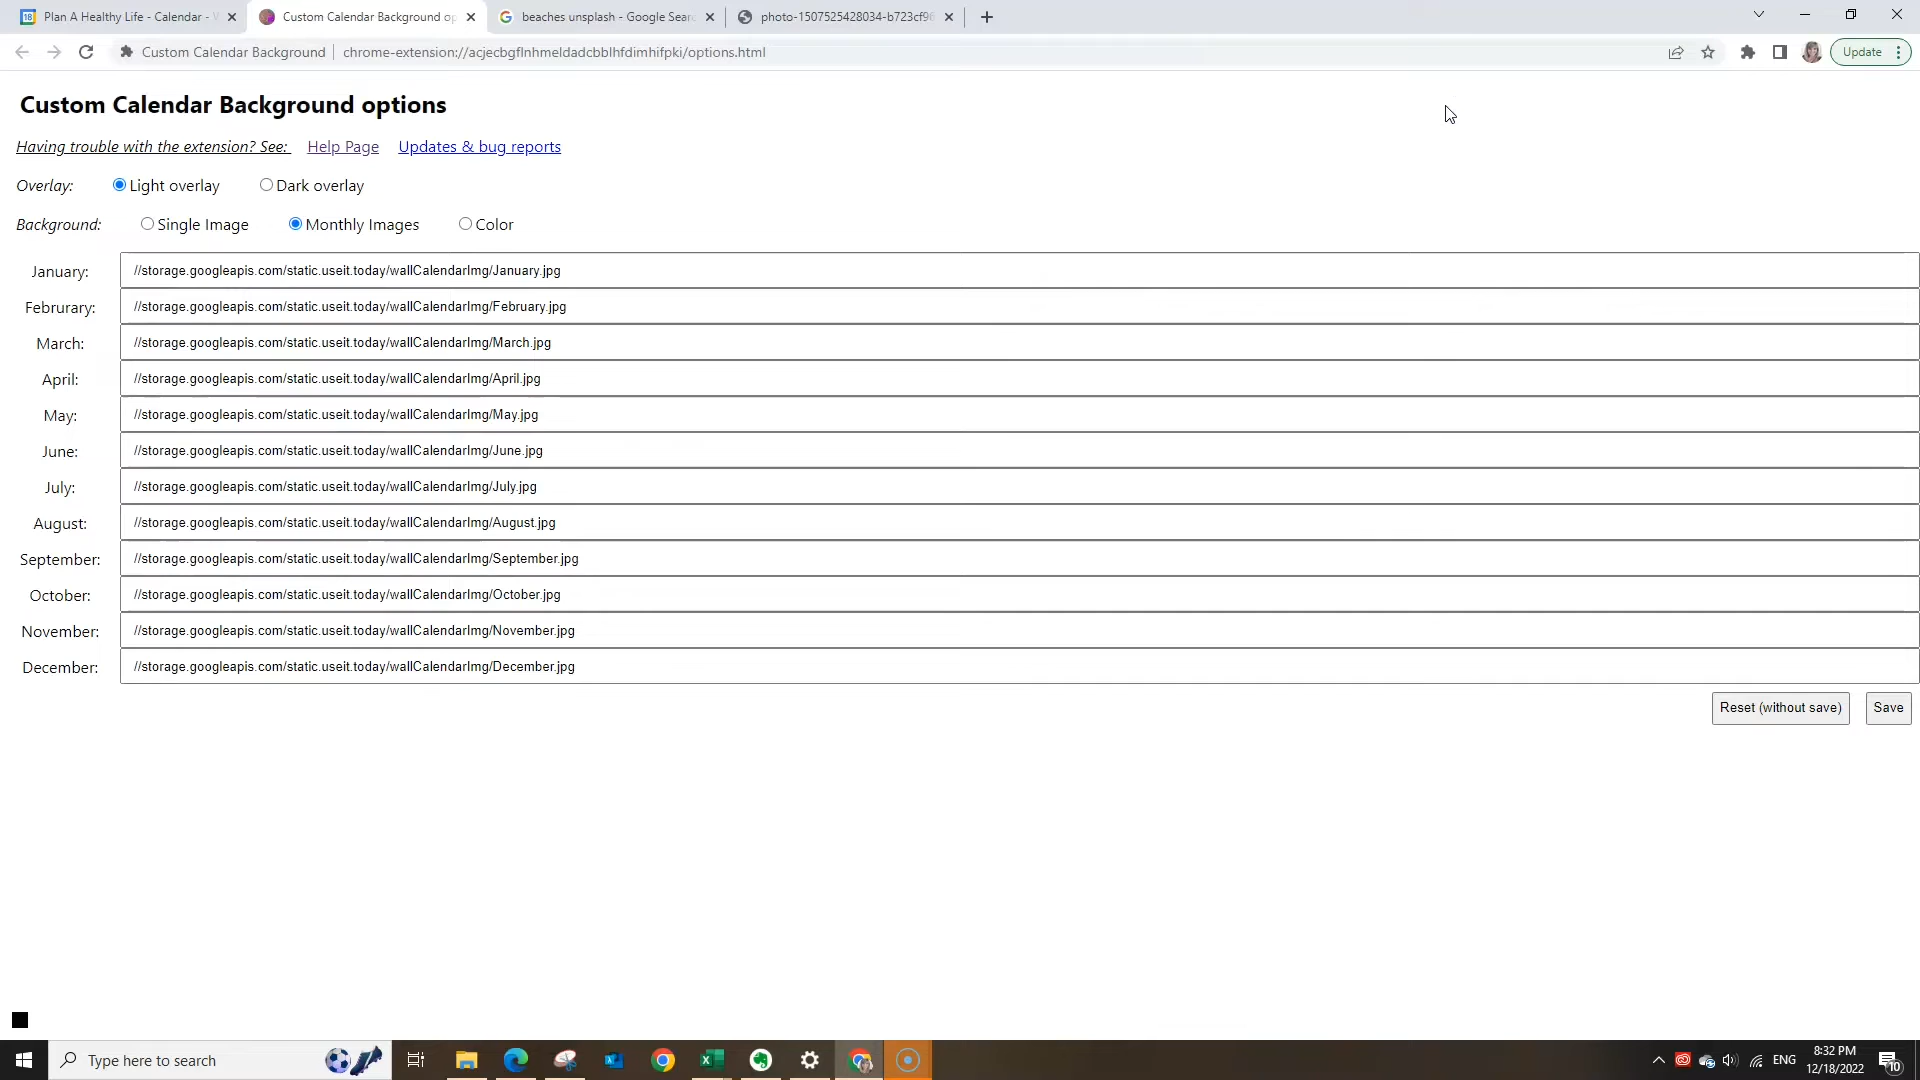 Plan A Healthy Life - Calendar -
Custom Calendar Background op
beaches unsplash - Google Sear
photo-1507525428034-b723cf96
Custom Calendar Background
chrome-extension://acjecbgflnhmeldadcbblhfdimhifpki/options.html
Update
Custom Calendar Background options
Having trouble with the extension? See: Help Page Updates & bug reports
Overlay: Light overlay Dark overlay
Background: Single Image Monthly Images Color
January: //storage.googleapis.com/static.useit.today/wallCalendarImg/January.jpg
Februrary: //storage.googleapis.com/static.useit.today/wallCalendarImg/February.jpg
March: //storage.googleapis.com/static.useit.today/wallCalendarImg/March.jpg
April: //storage.googleapis.com/static.useit.today/wallCalendarImg/April.jpg
May: //storage.googleapis.com/static.useit.today/wallCalendarImg/May.jpg
June: //storage.googleapis.com/static.useit.today/wallCalendarImg/June.jpg
July: //storage.googleapis.com/static.useit.today/wallCalendarImg/July.jpg
August: //storage.googleapis.com/static.useit.today/wallCalendarImg/August.jpg
September: //storage.googleapis.com/static.useit.today/wallCalendarImg/September.jpg
October: //storage.googleapis.com/static.useit.today/wallCalendarImg/October.jpg
November: //storage.googleapis.com/static.useit.today/wallCalendarImg/November.jpg
December: //storage.googleapis.com/static.useit.today/wallCalendarImg/December.jpg
Reset (without save) Save
Type here to search
ENG
8:32 PM
12/18/2022
10